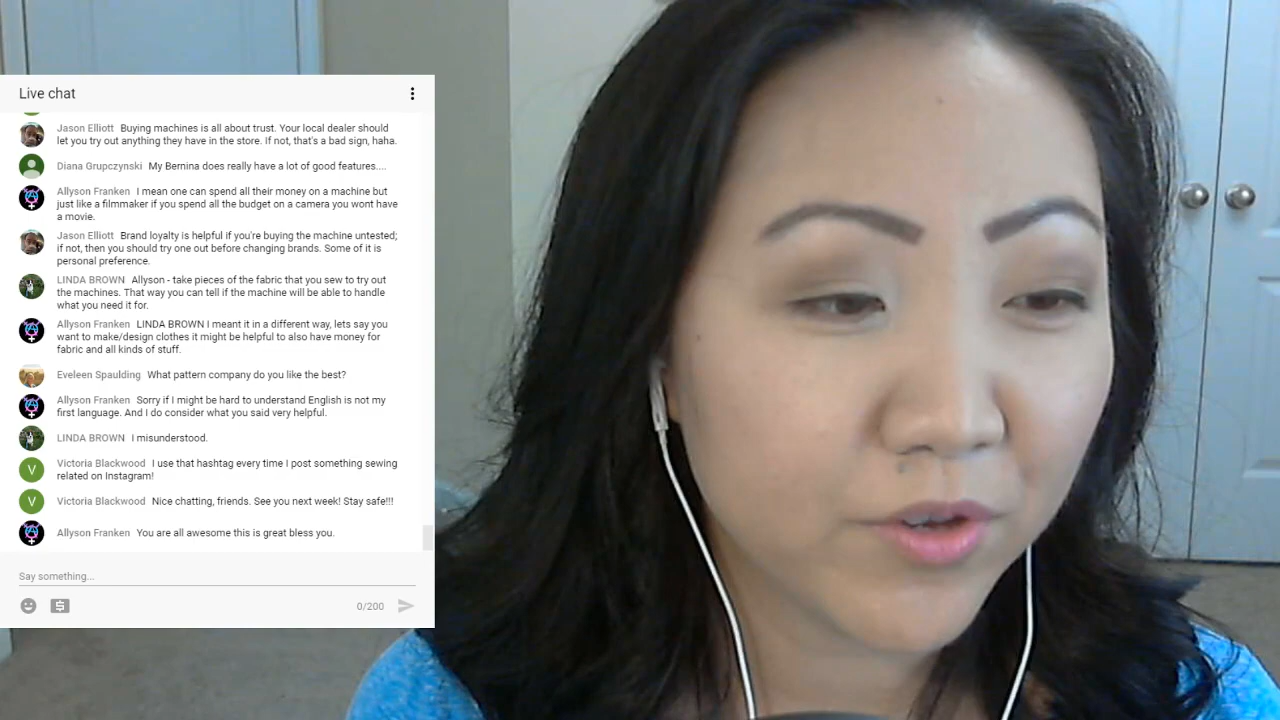 Live chat
Jason Elliott Buying machines is all about trust. Your local dealer should
let you try out anything they have in the store. If not, that's a bad sign, haha.
Diana Grupczynski My Bernina does really have a lot of good features....
Allyson Franken I mean one can spend all their money on a machine but
just like a filmmaker if you spend all the budget on a camera you wont have
a movie.
Jason Elliott Brand loyalty is helpful if you're buying the machine untested;
if not, then you should try one out before changing brands. Some of it is
personal preference.
LINDA BROWN Allyson - take pieces of the fabric that you sew to try out
the machines. That way you can tell if the machine will be able to handle
what you need it for.
Allyson Franken LINDA BROWN I meant it in a different way, lets say you
want to make/design clothes it might be helpful to also have money for
fabric and all kinds of stuff.
Eveleen Spaulding What pattern company do you like the best?
Allyson Franken Sorry if I might be hard to understand English is not my
first language. And I do consider what you said very helpful.
LINDA BROWN I misunderstood.
V Victoria Blackwood I use that hashtag every time I post something sewing
related on Instagram!
V Victoria Blackwood Nice chatting, friends. See you next week! Stay safe!!!
Allyson Franken You are all awesome this is great bless you.
Say something...
0/200